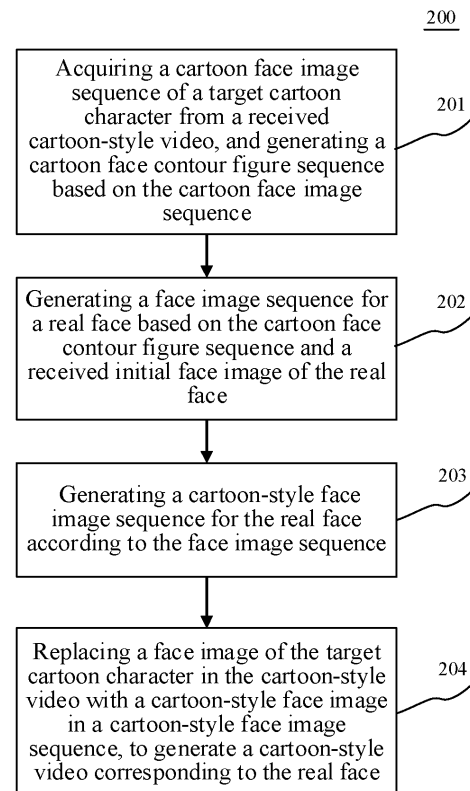 200
Acquiring a cartoon face image
sequence of a target cartoon
character from a received
cartoon-style video, and generating a
cartoon face contour figure sequence
based on the cartoon face image
sequence
201
Generating a face image sequence for
a real face based on the cartoon face
contour figure sequence and a
received initial face image of the real
face
202
Generating a cartoon-style face
image sequence for the real face
according to the face image sequence
203
Replacing a face image of the target
cartoon character in the cartoon-style
video with a cartoon-style face image
in a cartoon-style face image
sequence, to generate a cartoon-style
video corresponding to the real face
204